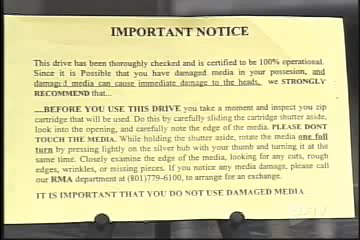 IMPORTANT NOTICE
This drive has been thoroughly checked and is certified to be 100% operational.
Since it is Possible that you have damaged media in your possesion, and
damaged media can cause immediate damage to the heads, we STRONGLY
RECOMMEND that...
....BEFORE YOU USE THIS DRIVE you take a moment and inspect you zip
cartridge that will be used. Do this by carefully sliding the cartridge shutter aside,
look into the opening, and carefully note the edge of the media. PLEASE DONT
TOUCH THE MEDIA. While holding the shutter aside, rotate the media one full
turn by pressing lightly on the silver hub with your thumb and turning it at the
same time. Closely examine the edge of the media, looking for any cuts, rough
edges, wrinkles, or missing pieces. If you notice any media damage, please call
our RMA department at (801)779-6100, to arrange for an exchange.
IT IS IMPORTANT THAT YOU DO NOT USE DAMAGED MEDIA